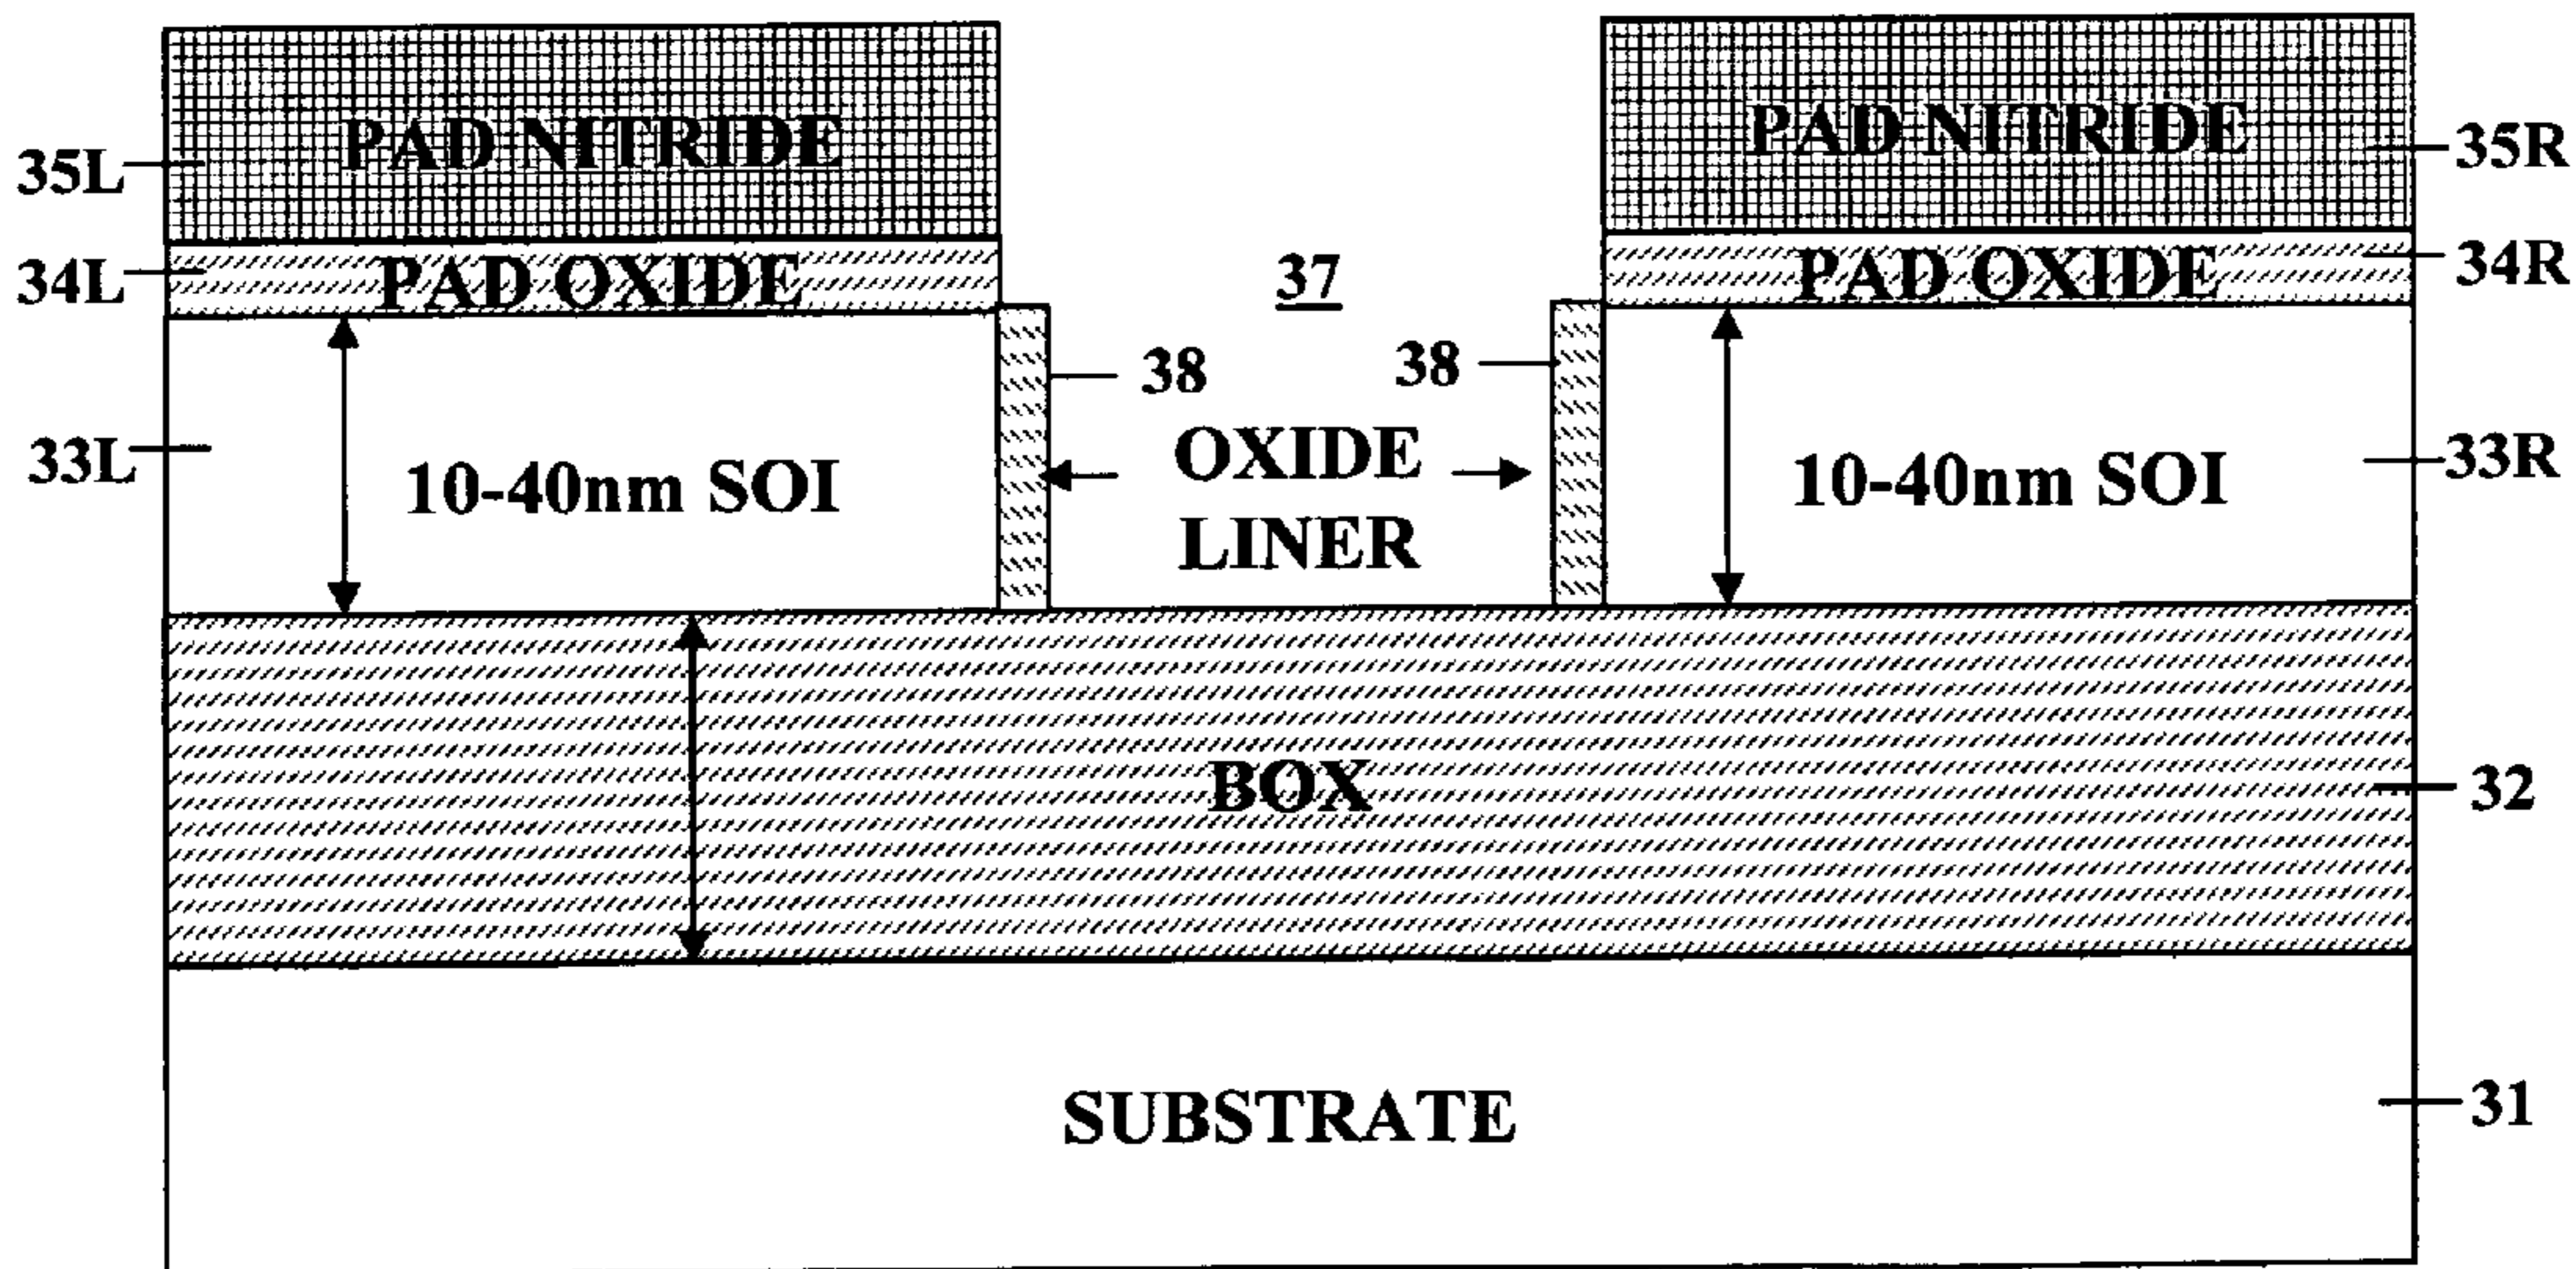 PAD NITRIDE
PAD NITRIDE
35L
35R
PAD OXIDE
PAD OXIDE
34L
37
34R
38
38
33L
10-40nm SOI
OXIDE
LINER
10-40nm SOI
33R
BOX
32
SUBSTRATE
31